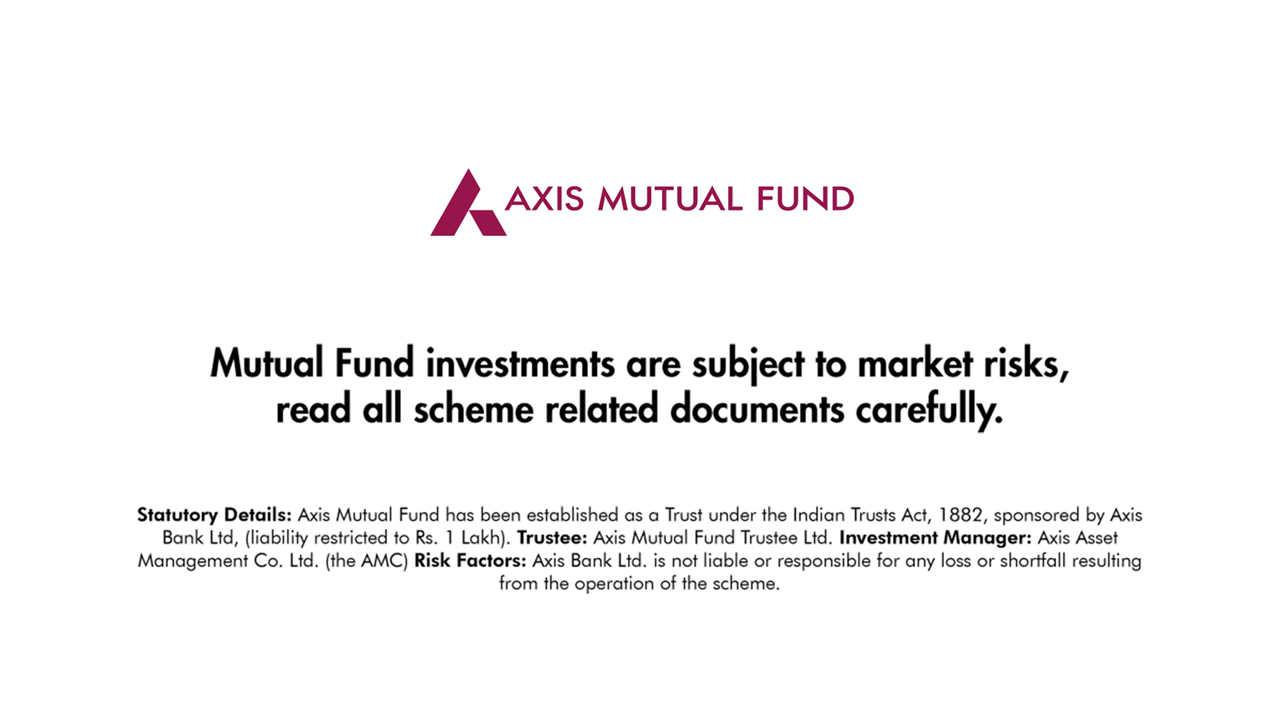 AXIS MUTUAL FUND
Mutual Fund investments are subject to market risks,
read all scheme related documents carefully.
Statutory Details: Axis Mutual Fund has been established as a Trust under the Indian Trusts Act, 1882, sponsored by Axis
Bank Ltd, (liability restricted to Rs. 1 Lakh). Trustee: Axis Mutual Fund Trustee Ltd. Investment Manager: Axis Asset
Management Co. Ltd. (the AMC) Risk Factors: Axis Bank Ltd. is not liable or responsible for any loss or shortfall resulting
from the operation of the scheme.